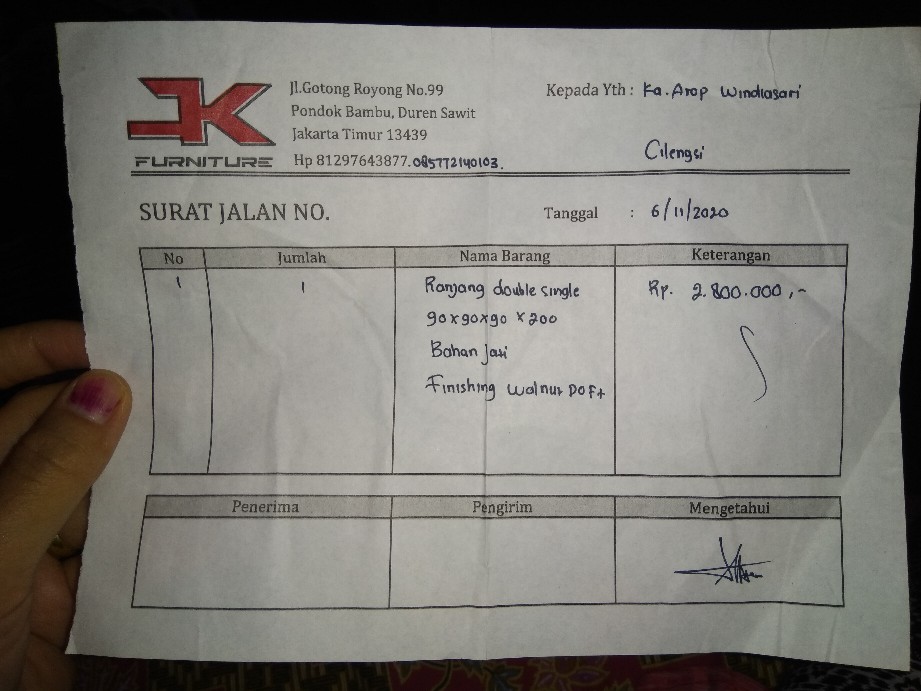 JK
FURNITURE
Jl.Gotong Royong No.99
Pondok Bambu, Duren Sawit
Jakarta Timur 13439
Hp 81297643877.085772140103.
Kepada Yth : Ka. Arop Windiasari
Cilengsi
SURAT JALAN NO.
Tanggal : 6/11/2020
No Jumlah Nama Barang Keterangan
1 1 Ranjang double single Rp. 2.800.000,-
90x90x90 x200
Bahan Jati
Finishing Walnut DOFt
Penerima Pengirim Mengetahui